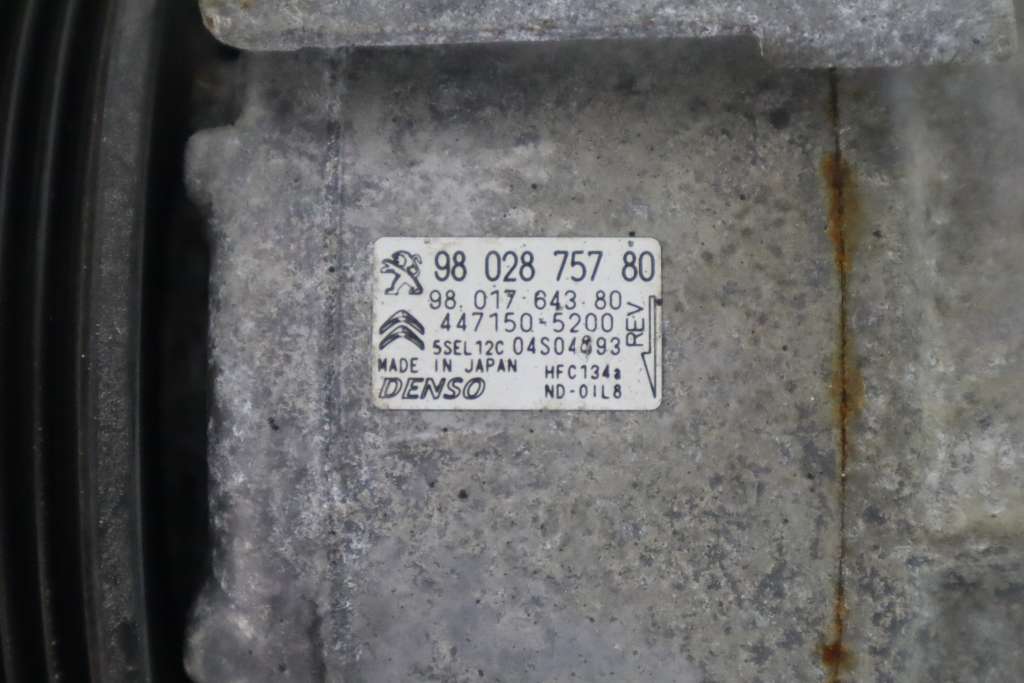 98 028 757 80
98 017 643 80
447150-5200
5SEL12C 04S04893
REV
MADE IN JAPAN HFC134a
DENSO ND-OIL8